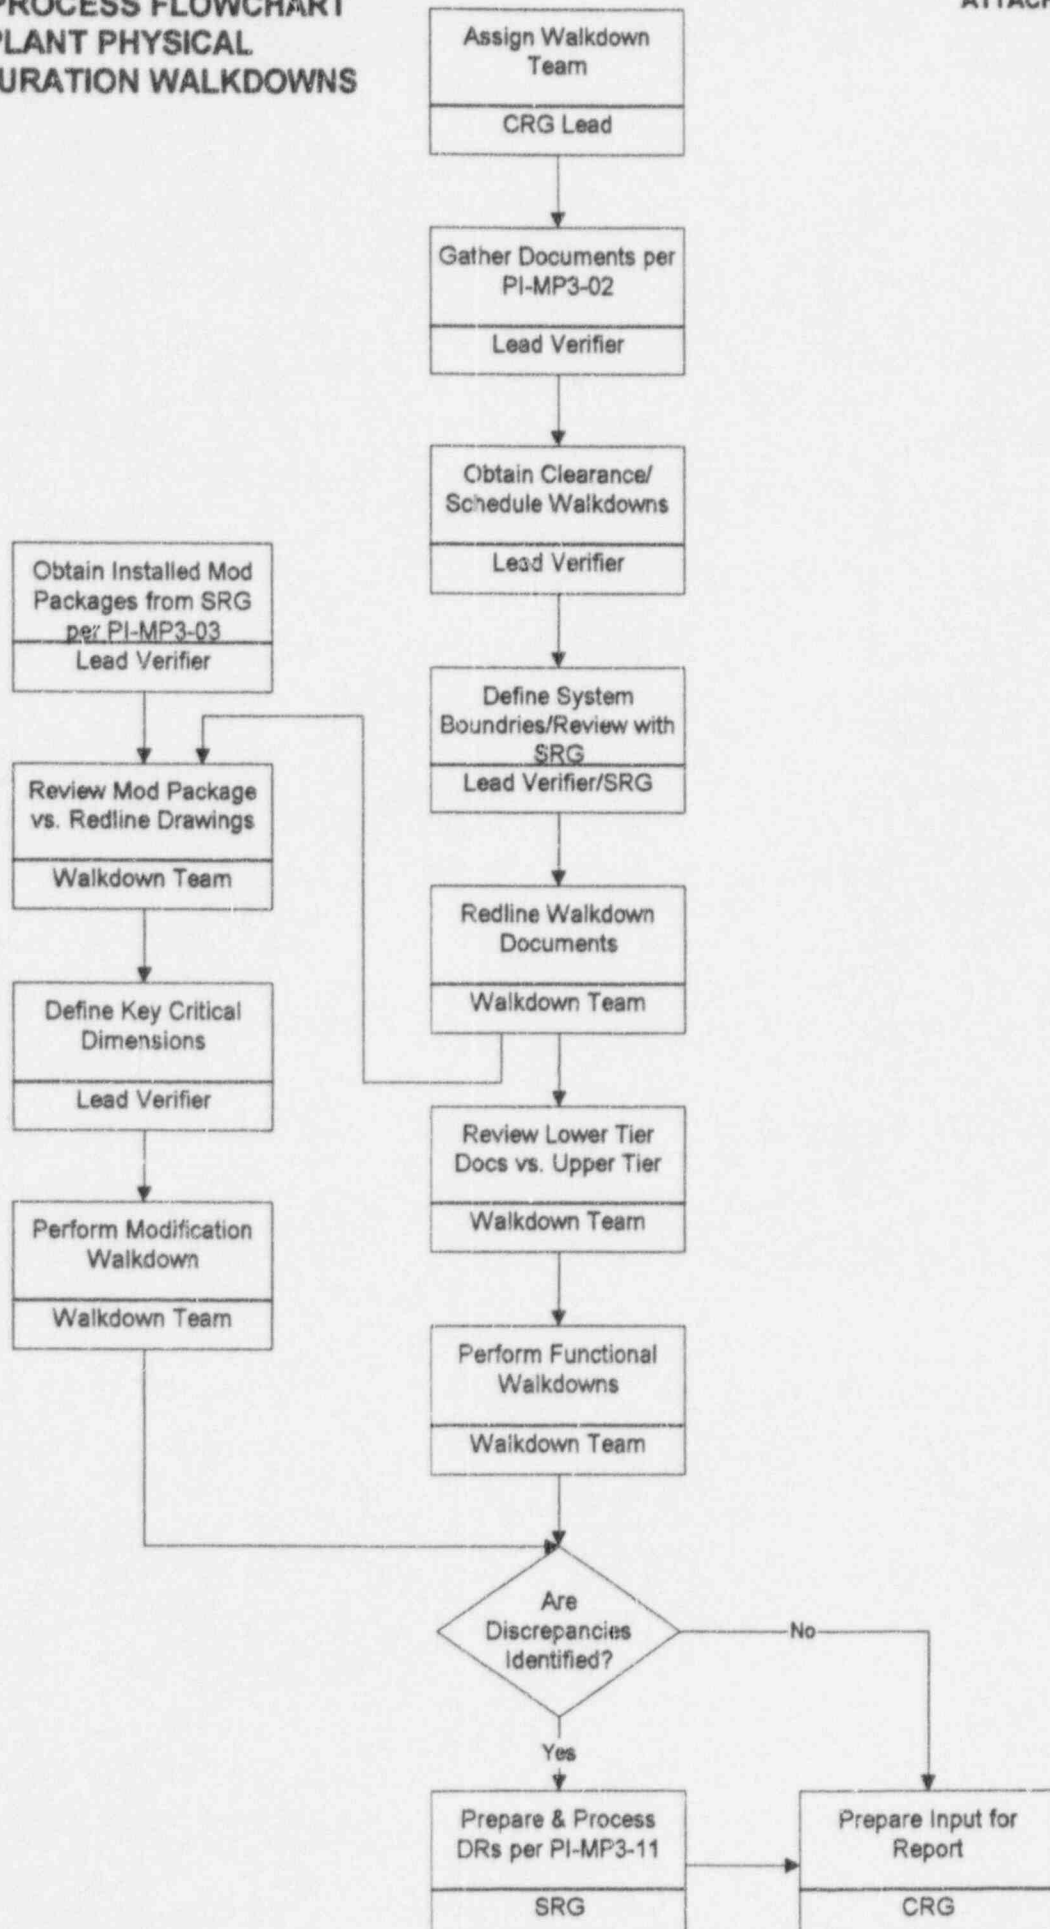 PROCESS FLOWCHART
PLANT PHYSICAL
URATION WALKDOWNS
ATTACH
Assign Walkdown
Team
CRG Lead
Gather Documents per
PI-MP3-02
Lead Verifier
Obtain Clearance/
Schedule Walkdowns
Lead Verifier
Obtain Installed Mod
Packages from SRG
per PI-MP3-03
Lead Verifier
Define System
Boundries/Review with
SRG
Lead Verifier/SRG
Review Mod Package
vs. Redline Drawings
Walkdown Team
Redline Walkdown
Documents
Walkdown Team
Define Key Critical
Dimensions
Lead Verifier
Review Lower Tier
Docs vs. Upper Tier
Walkdown Team
Perform Modification
Walkdown
Walkdown Team
Perform Functional
Walkdowns
Walkdown Team
Are
Discrepancies
Identified?
No
Yes
Prepare & Process
DRs per PI-MP3-11
SRG
Prepare Input for
Report
CRG